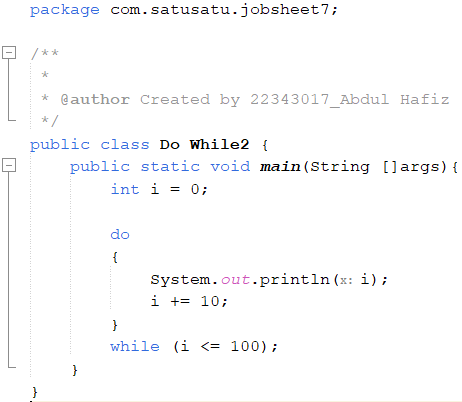 package com.satusatu.jobsheet7;
/**
 *
 * @author Created by 22343017_Abdul Hafiz
 */
public class Do While2 {
    public static void main(String []args){
        int i = 0;
        do
        {
            System.out.println(x: i);
            i += 10;
        }
        while (i <= 100);
    }
}